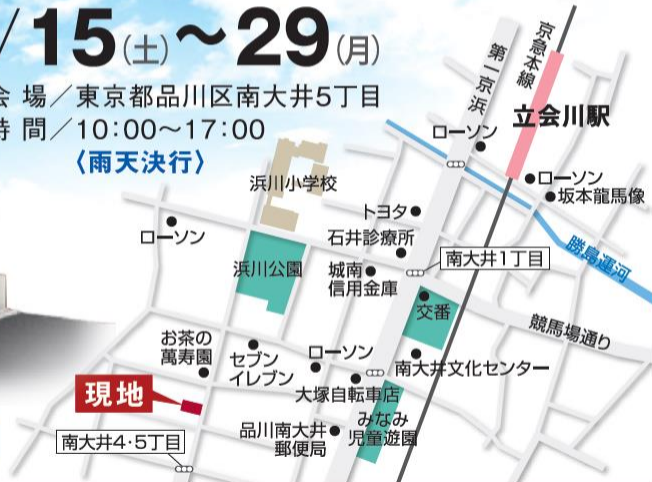 /15(土)〜29(月)
会 場／東京都品川区南大井5丁目
時 間／10：00〜17：00
〈雨天決行〉
京急本線
第一京浜
立会川駅
ローソン
ローソン
坂本龍馬像
浜川小学校
トヨタ
ローソン
石井診療所
勝島運河
南大井1丁目
浜川公園
城南
信用金庫
交番
競馬場通り
お茶の
萬寿園
セブン
イレブン
ローソン
南大井文化センター
大塚自転車店
現地
みなみ
児童遊園
品川南大井
郵便局
南大井4・5丁目